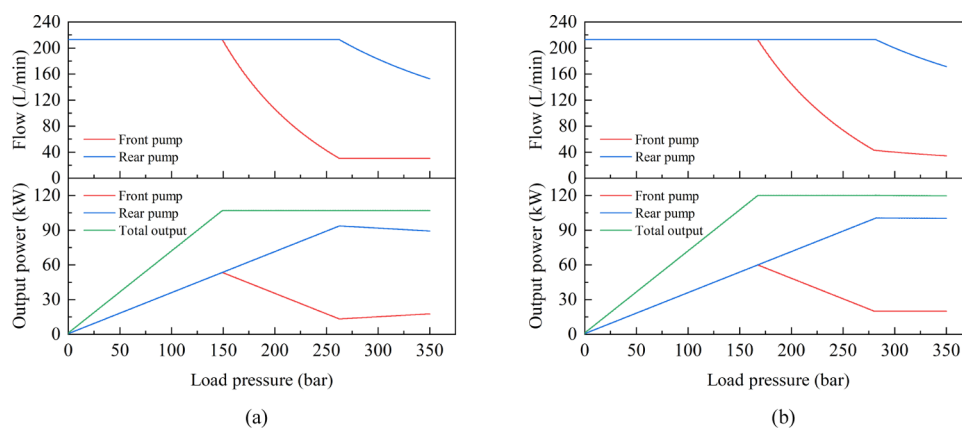 240
200
160
120
80
40
0
Flow (L/min)
Front pump
Rear pump
120
90
60
30
0
Output power (kW)
Front pump
Rear pump
Total output
0 50 100 150 200 250 300 350
Load pressure (bar)
(a)
240
200
160
120
80
40
0
Flow (L/min)
Front pump
Rear pump
120
90
60
30
0
Output power (kW)
Front pump
Rear pump
Total output
0 50 100 150 200 250 300 350
Load pressure (bar)
(b)